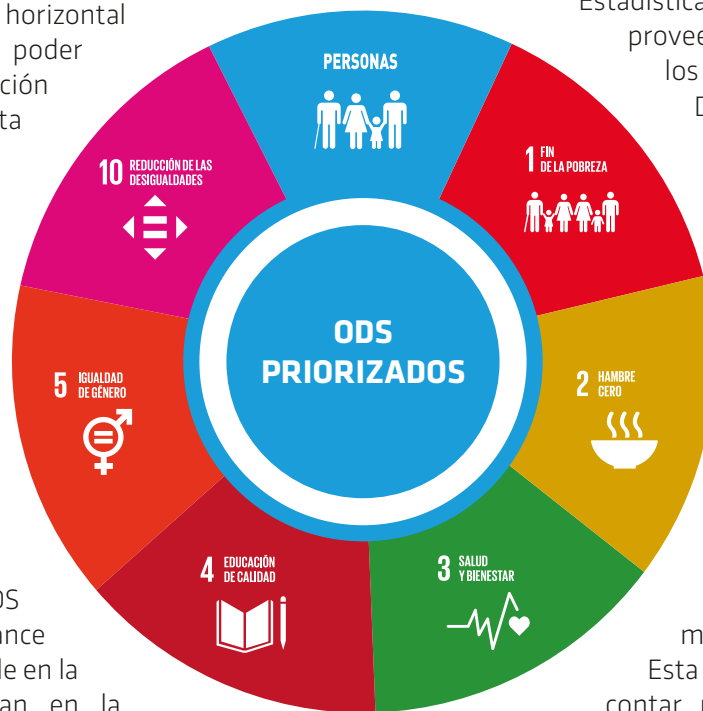 horizontal
poder
ción
ta
Estadística
provee
los
D
PERSONAS
1 FIN
DE LA POBREZA
10 REDUCCIÓN DE LAS
DESIGUALDADES
ODS
PRIORIZADOS
2 HAMBRE
CERO
5 IGUALDAD
DE GÉNERO
3 SALUD
Y BIENESTAR
4 EDUCACIÓN
DE CALIDAD
DS
ance
en la
an en la
m
Esta
contar